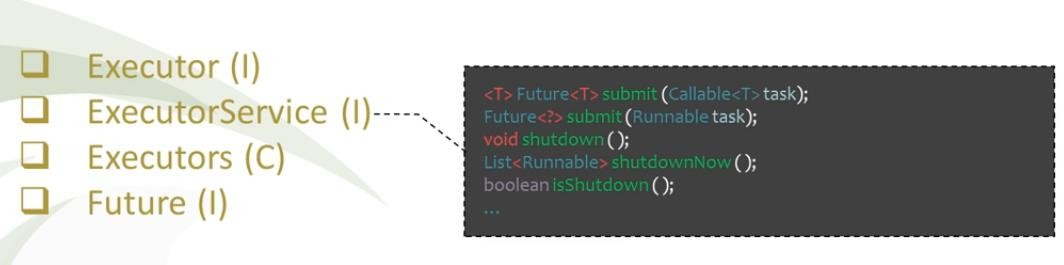 ❑ Executor (I)
❑ ExecutorService (I)
❑ Executors (C)
❑ Future (I)
<T> Future<T> submit (Callable<T> task);
Future<?> submit (Runnable task);
void shutdown ( );
List<Runnable> shutdownNow ( );
boolean isShutdown ( );
...